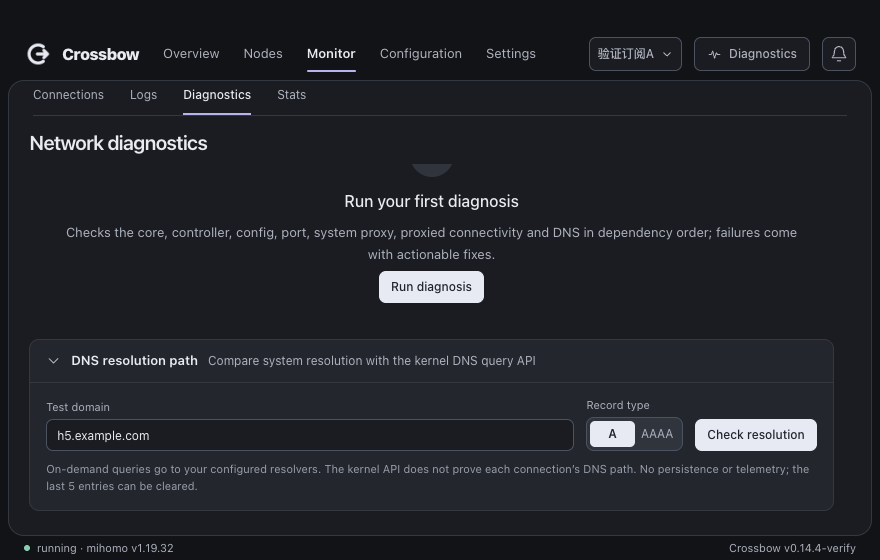 Crossbow Overview Nodes Monitor Configuration Settings 验证订阅A Diagnostics
Connections Logs Diagnostics Stats
Network diagnostics
Run your first diagnosis
Checks the core, controller, config, port, system proxy, proxied connectivity and DNS in dependency order; failures come
with actionable fixes.
Run diagnosis
DNS resolution path Compare system resolution with the kernel DNS query API
Test domain Record type
h5.example.com A AAAA Check resolution
On-demand queries go to your configured resolvers. The kernel API does not prove each connection's DNS path. No persistence or telemetry; the
last 5 entries can be cleared.
running · mihomo v1.19.32 Crossbow v0.14.4-verify